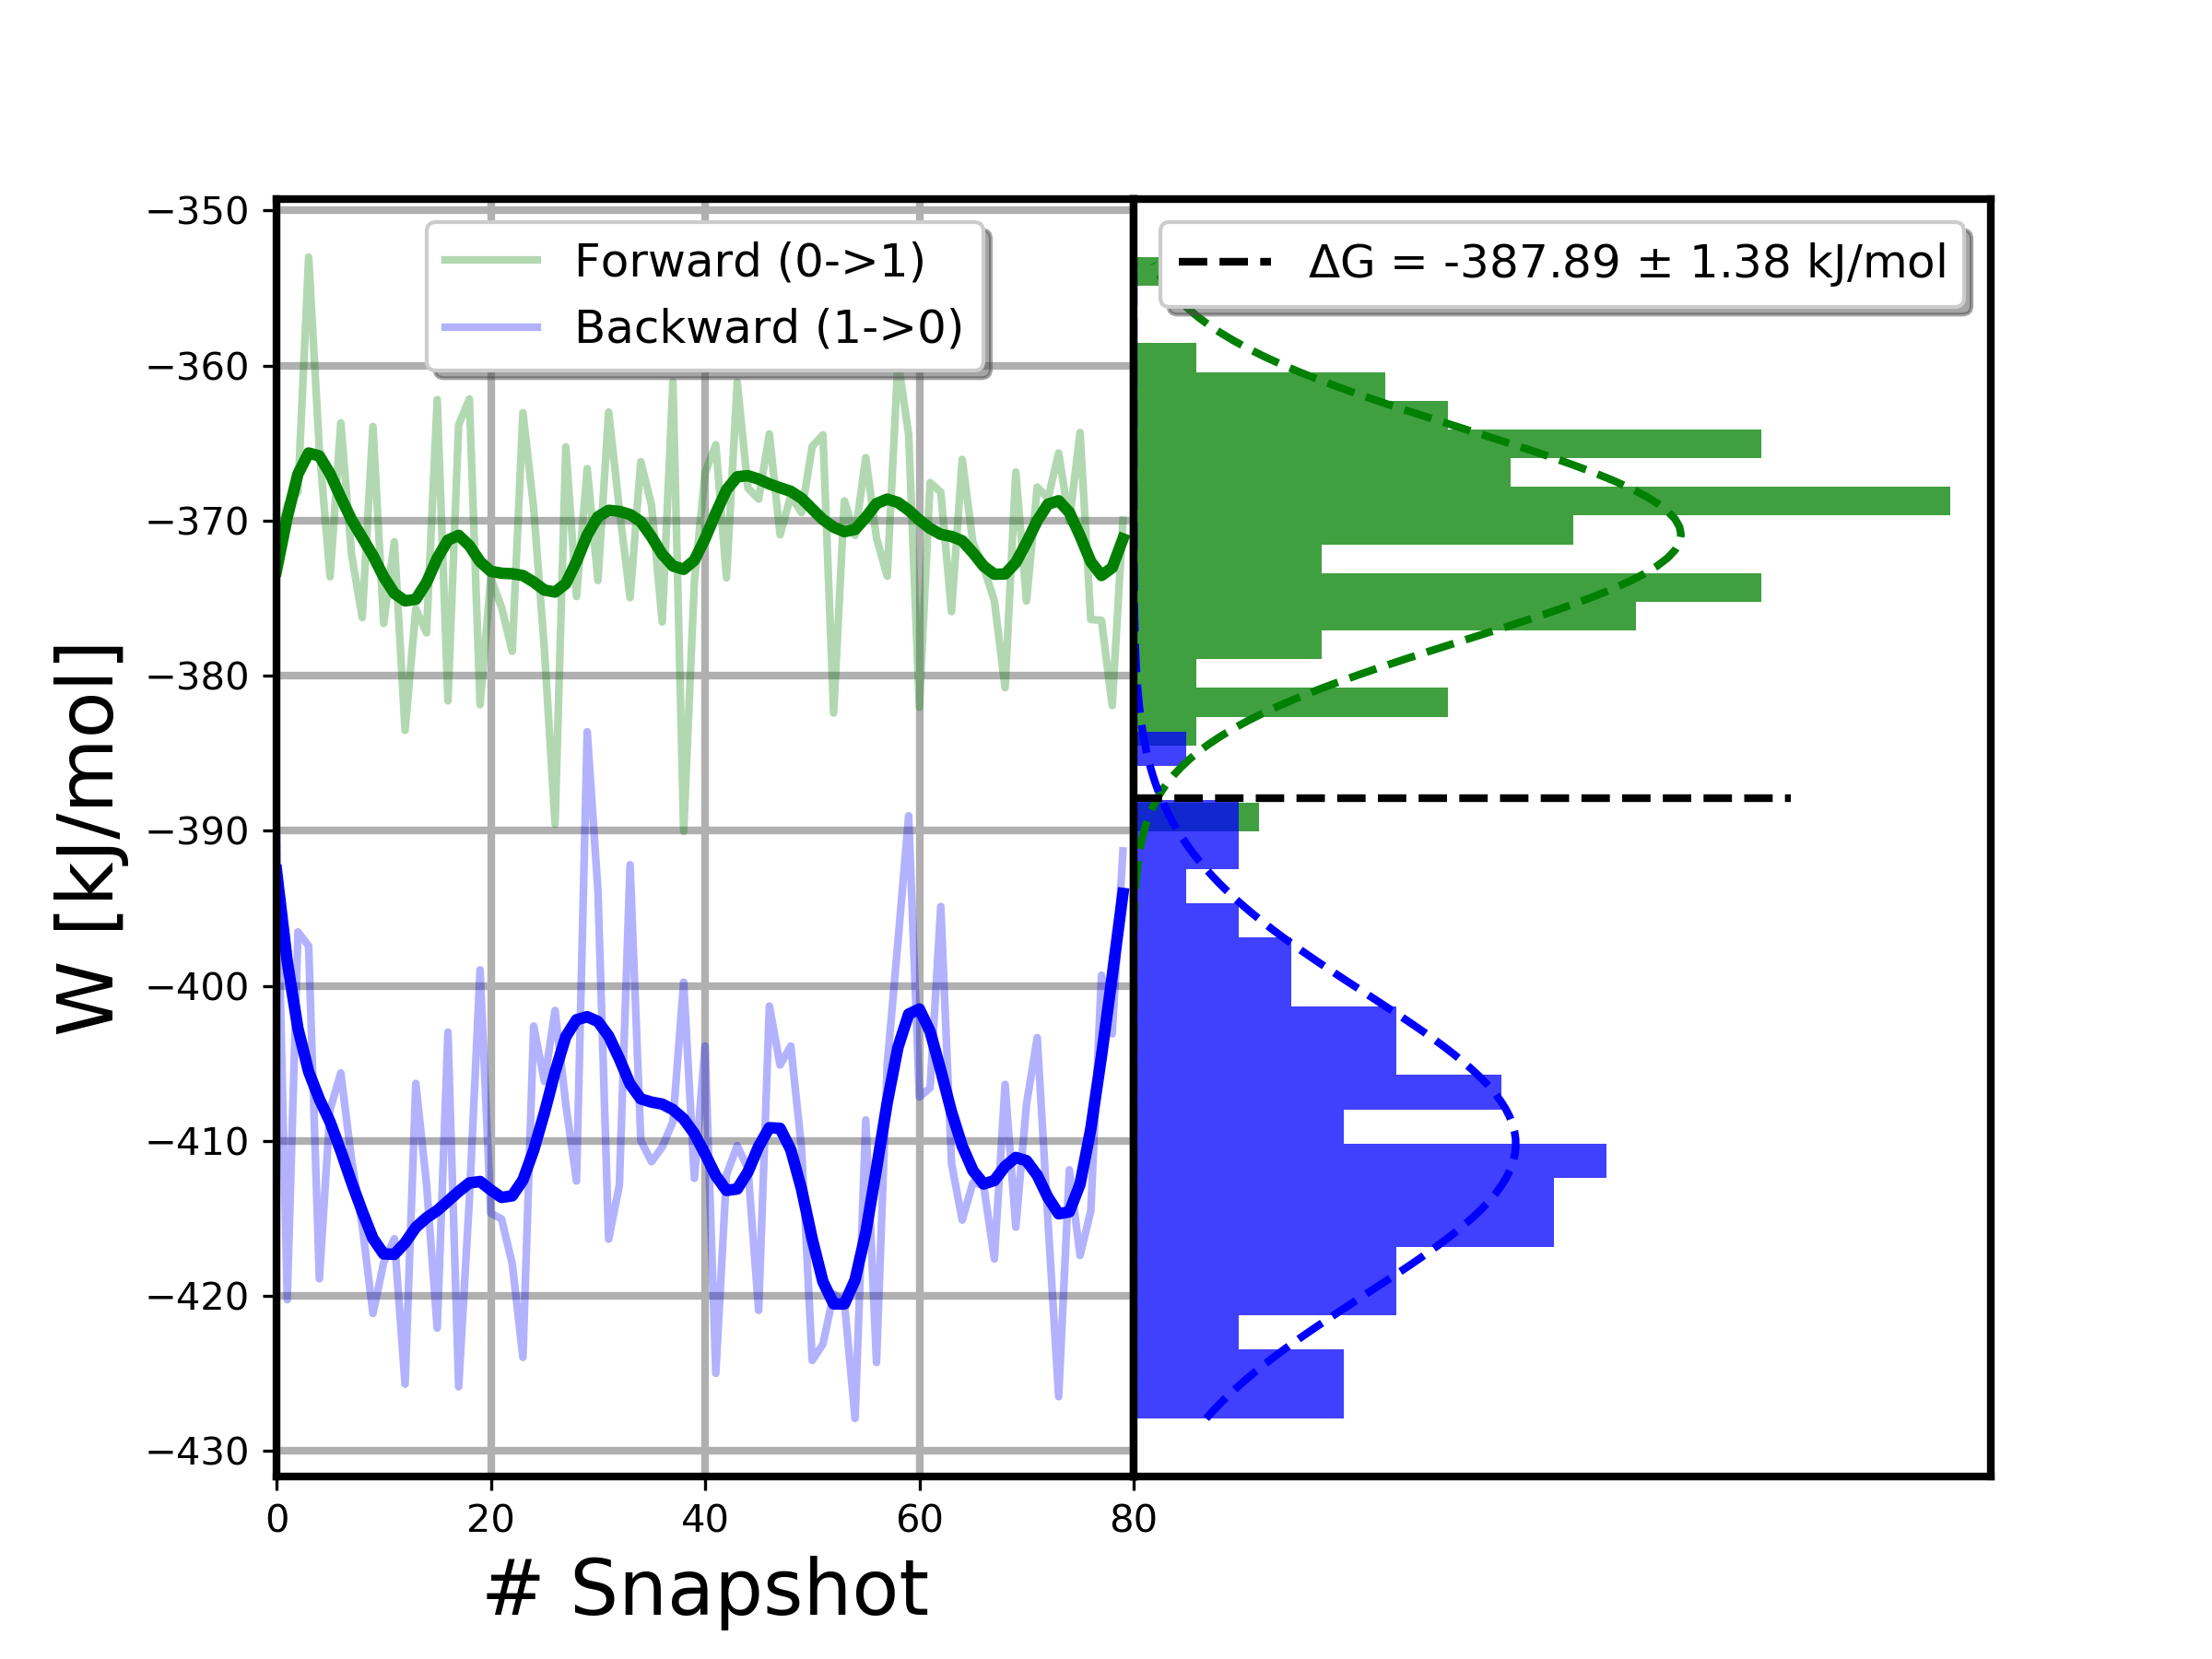 Forward (0->1)
Backward (1->0)
ΔG = -387.89 ± 1.38 kJ/mol
W [kJ/mol]
−350
−360
−370
−380
−390
−400
−410
−420
−430
0 20 40 60 80
# Snapshot